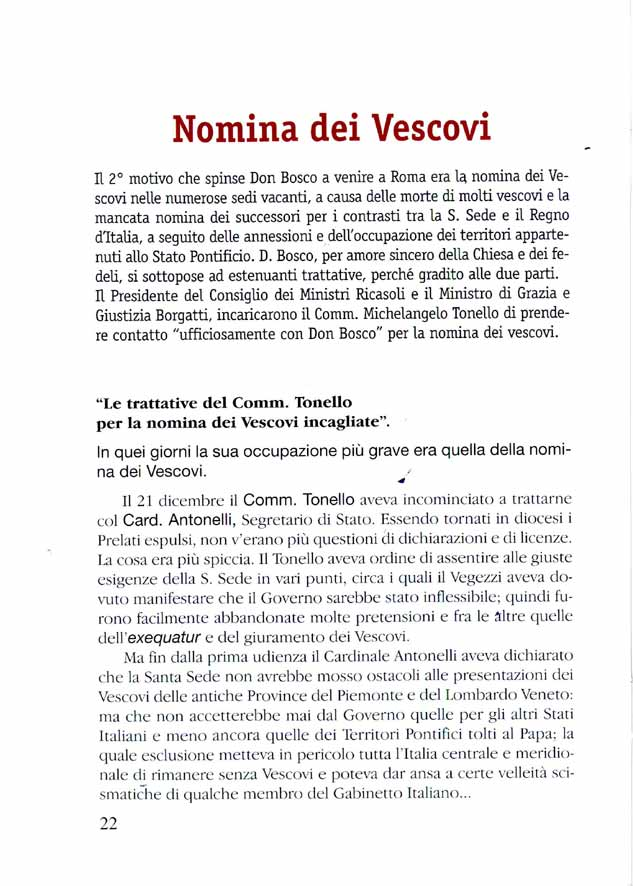 Nomina dei Vescovi
Il 2° motivo che spinse Don Bosco a venire a Roma era la nomina dei Ve-
scovi nelle numerose sedi vacanti, a causa delle morte di molti vescovi e la
mancata nomina dei successori per i contrasti tra la S. Sede e il Regno
d'Italia, a seguito delle annessioni e dell'occupazione dei territori apparte-
nuti allo Stato Pontificio. D. Bosco, per amore sincero della Chiesa e dei fe-
deli, si sottopose ad estenuanti trattative, perché gradito alle due parti.
Il Presidente del Consiglio dei Ministri Ricasoli e il Ministro di Grazia e
Giustizia Borgatti, incaricarono il Comm. Michelangelo Tonello di prende-
re contatto "ufficiosamente con Don Bosco" per la nomina dei vescovi.
"Le trattative del Comm. Tonello
per la nomina dei Vescovi incagliate".
In quei giorni la sua occupazione più grave era quella della nomi-
na dei Vescovi.
Il 21 dicembre il Comm. Tonello aveva incominciato a trattarne
col Card. Antonelli, Segretario di Stato. Essendo tornati in diocesi i
Prelati espulsi, non v'erano più questioni di dichiarazioni e di licenze.
La cosa era più spiccia. Il Tonello aveva ordine di assentire alle giuste
esigenze della S. Sede in vari punti, circa i quali il Vegezzi aveva do-
vuto manifestare che il Governo sarebbe stato inflessibile; quindi fu-
rono facilmente abbandonate molte pretensioni e fra le altre quelle
dell'exequatur e del giuramento dei Vescovi.
Ma fin dalla prima udienza il Cardinale Antonelli aveva dichiarato
che la Santa Sede non avrebbe mosso ostacoli alle presentazioni dei
Vescovi delle antiche Province del Piemonte e del Lombardo Veneto:
ma che non accetterebbe mai dal Governo quelle per gli altri Stati
Italiani e meno ancora quelle dei Territori Pontifici tolti al Papa; la
quale esclusione metteva in pericolo tutta l'Italia centrale e meridio-
nale di rimanere senza Vescovi e poteva dar ansa a certe velleità sci-
smatiche di qualche membro del Gabinetto Italiano...
22